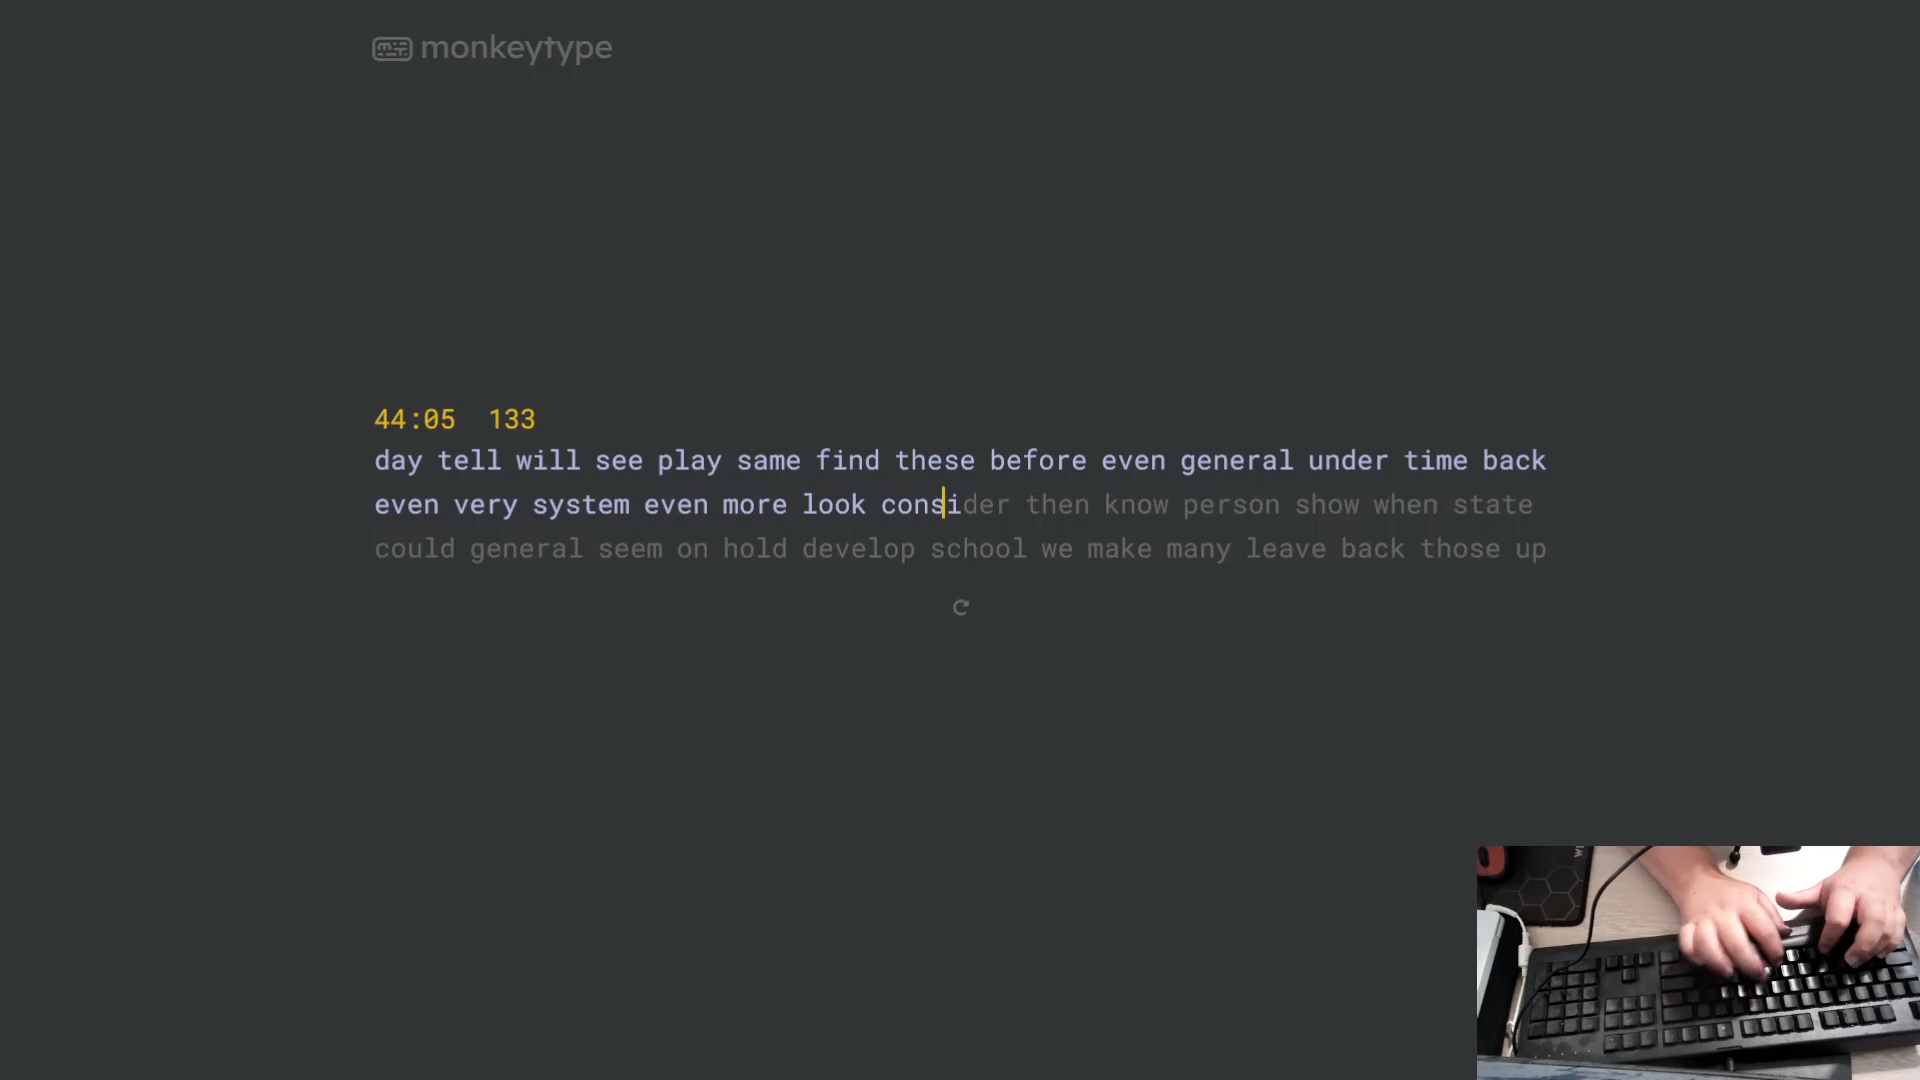 monkeytype
44:05 133
day tell will see play same find these before even general under time back
even very system even more look consider then know person show when state
could general seem on hold develop school we make many leave back those up